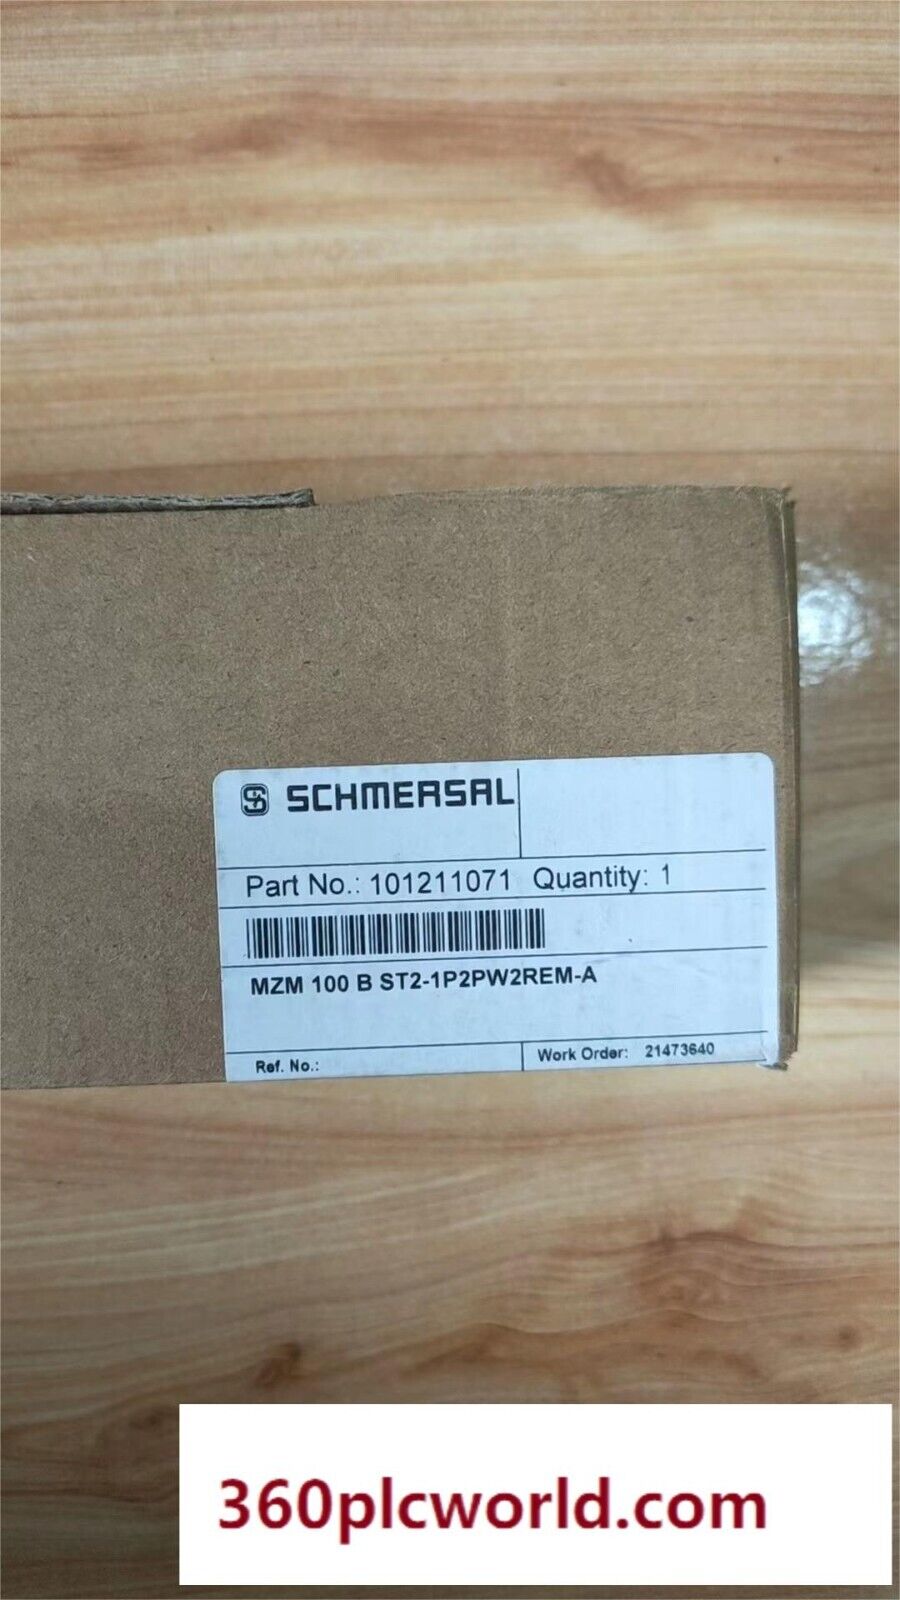 SCHMERSAL
Part No.: 101211071 Quantity: 1
MZM 100 B ST2-1P2PW2REM-A
Ref. No.:
Work Order: 21473640
360plcworld.com